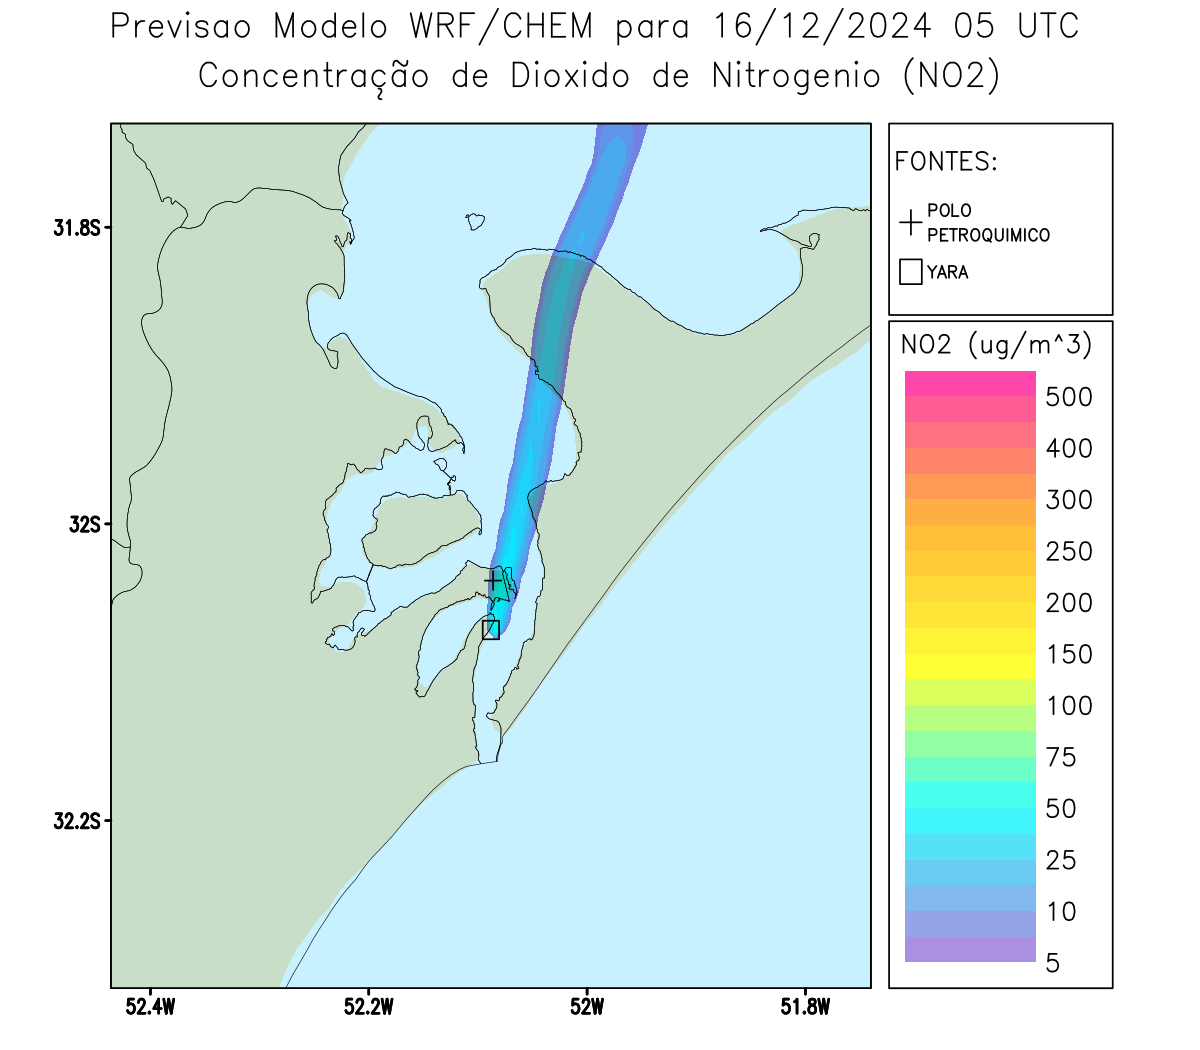 Previsao Modelo WRF/CHEM para 16/12/2024 05 UTC
Concentração de Dioxido de Nitrogenio (NO2)
FONTES:
POLO
PETROQUIMICO
YARA
NO2 (ug/m^3)
500
400
300
250
200
150
100
75
50
25
10
5
31.8S
32S
32.2S
52.4W
52.2W
52W
51.8W